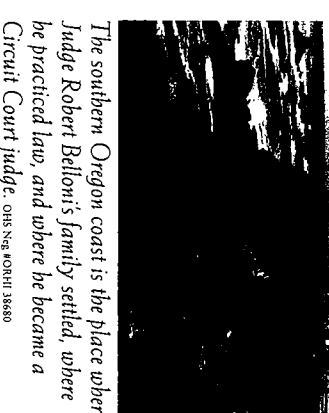 The southern Oregon coast is the place wher
Judge Robert Belloni's family settled, where
he practiced law, and where he became a
Circuit Court judge. OHS Neg #ORHI 38680